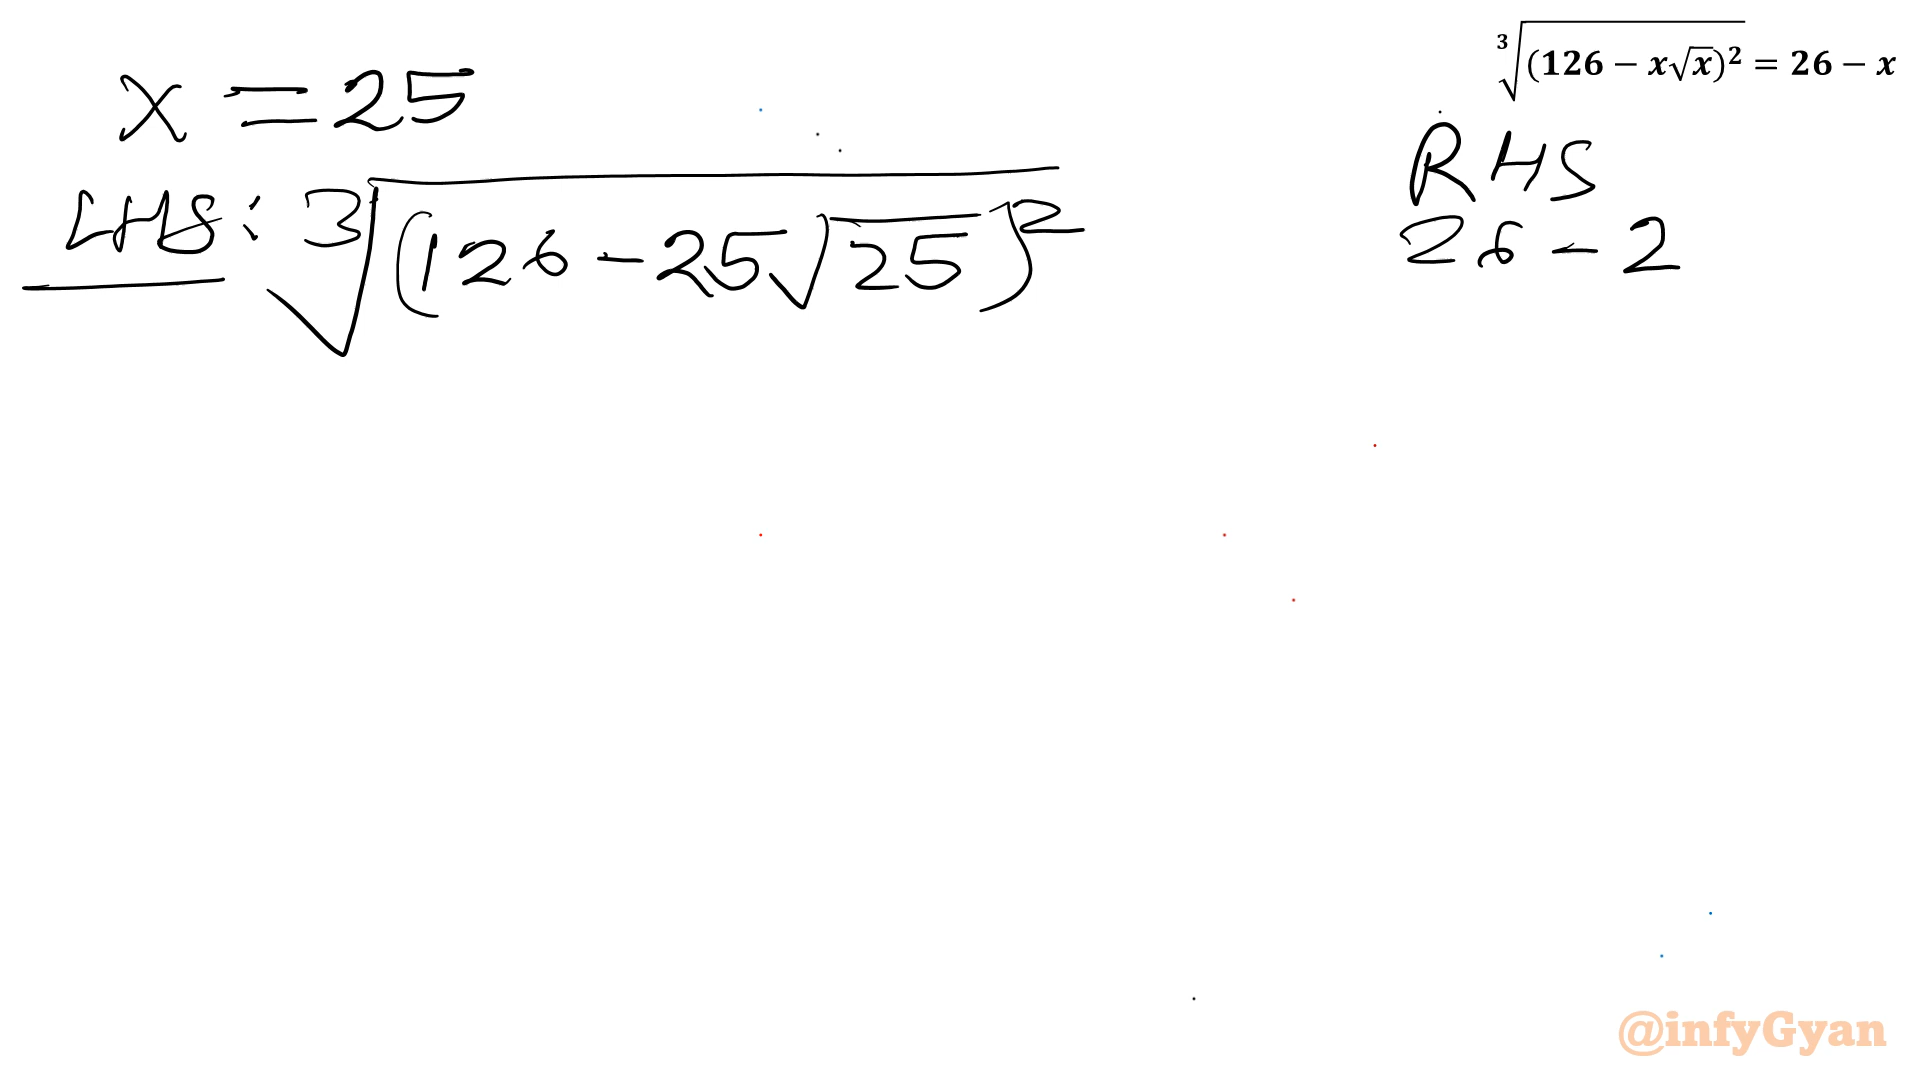 ∛(126 − x√x)² = 26 − x
x = 25
LHS: ∛(126 − 25√25)²
RHS
26 − 2
@infyGyan